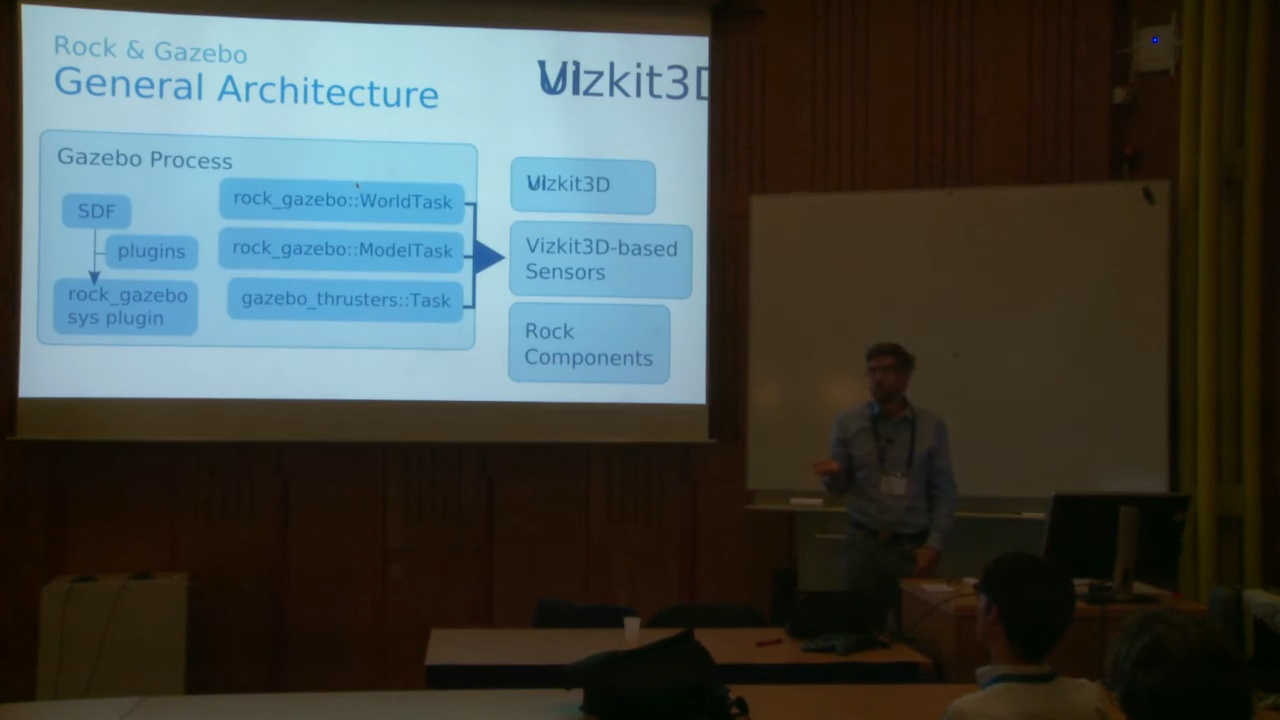 Rock & Gazebo
General Architecture
Vizkit3D
Gazebo Process
SDF
plugins
rock_gazebo
sys plugin
rock_gazebo::WorldTask
rock_gazebo::ModelTask
gazebo_thrusters::Task
Vizkit3D
Vizkit3D-based
Sensors
Rock
Components